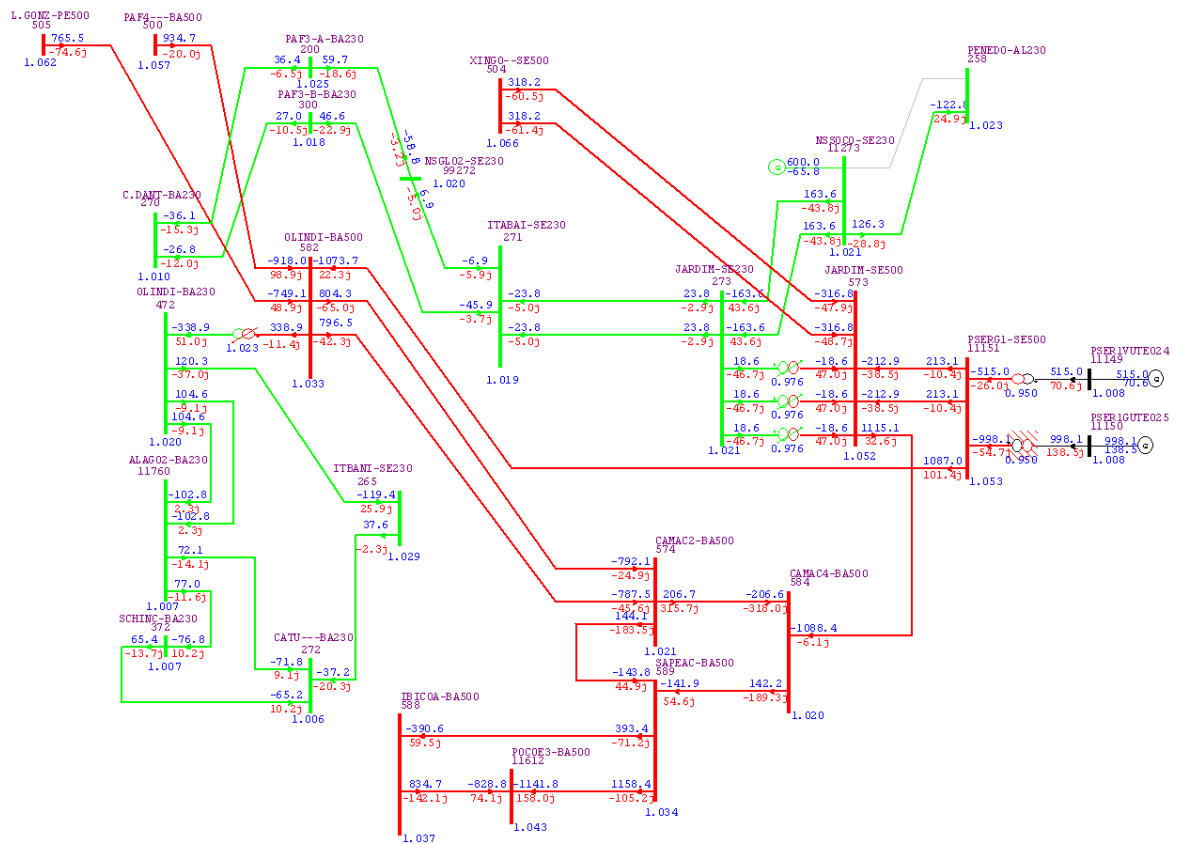 L.GONZ-PE500
505
765.5
-74.6j
1.062
PAF4---BA500
500
934.7
-20.0j
1.057
PAF3-A-BA230
200
36.4 59.7
-6.5j -18.6j
1.025
PAF3-B-BA230
300
27.0 46.6
-10.5j -22.9j
1.018
-58.8
-3.2j
NSGLO2-SE230
99272
1.020
6.9
-5.0j
XINGO--SE500
504
318.2
-60.5j
318.2
-61.4j
1.066
PENEDO-AL230
258
-122.8
24.9j
1.023
NSSOCO-SE230
11273
G
600.0
-65.8
163.6
-43.8j
163.6 126.3
-43.8j -28.8j
1.021
C.DANT-BA230
270
-36.1
-15.3j
-26.8
-12.0j
1.010
OLINDI-BA500
582
-918.0 -1073.7
98.9j 22.3j
-749.1 804.3
48.9j -65.0j
338.9 796.5
-11.4j -42.3j
1.033
1.023
ITABAI-SE230
271
-6.9
-5.9j
-23.8
-5.0j
-45.9
-3.7j
-23.8
-5.0j
1.019
JARDIM-SE230
273
23.8 -163.6
-2.9j 43.6j
23.8 -163.6
-2.9j 43.6j
18.6
-46.7j
18.6
-46.7j
18.6
-46.7j
1.021
0.976
0.976
0.976
JARDIM-SE500
573
-316.8
-47.9j
-316.8
-48.7j
-18.6 -212.9
47.0j -38.5j
-18.6 -212.9
47.0j -38.5j
-18.6 1115.1
47.0j 32.6j
1.052
PSERG1-SE500
11151
213.1 -515.0
-10.4j -26.0j
213.1
-10.4j
-998.1
-54.7j
1087.0
101.4j
1.053
0.950
0.950
PSER1VUTE024
11149
515.0 515.0
70.6j 70.6
1.008
G
PSER1GUTE025
11150
998.1 998.1
138.5j 138.5
1.008
G
OLINDI-BA230
472
-338.9
51.0j
120.3
-37.0j
104.6
-9.1j
104.6
-9.1j
1.020
ALAGO2-BA230
11760
-102.8
2.3j
-102.8
2.3j
72.1
-14.1j
77.0
-11.6j
1.007
ITBANI-SE230
265
-119.4
25.9j
37.6
-2.3j
1.029
SCHINC-BA230
372
65.4 -76.8
-13.7j 10.2j
1.007
CATU---BA230
272
-71.8
9.1j
-37.2
-20.3j
-65.2
10.2j
1.006
CAMAC2-BA500
574
-792.1
-24.9j
-787.5 206.7
-45.6j 315.7j
144.1
-183.5j
1.021
CAMAC4-BA500
584
-206.6
-318.0j
-1088.4
-6.1j
142.2
-189.3j
1.020
SAPEAC-BA500
589
-143.8
44.9j
-141.9
54.6j
393.4
-71.2j
1158.4
-105.2j
1.034
IBICOA-BA500
588
-390.6
59.5j
834.7
-142.1j
1.037
POCOE3-BA500
11612
-828.8 -1141.8
74.1j 158.0j
1.043